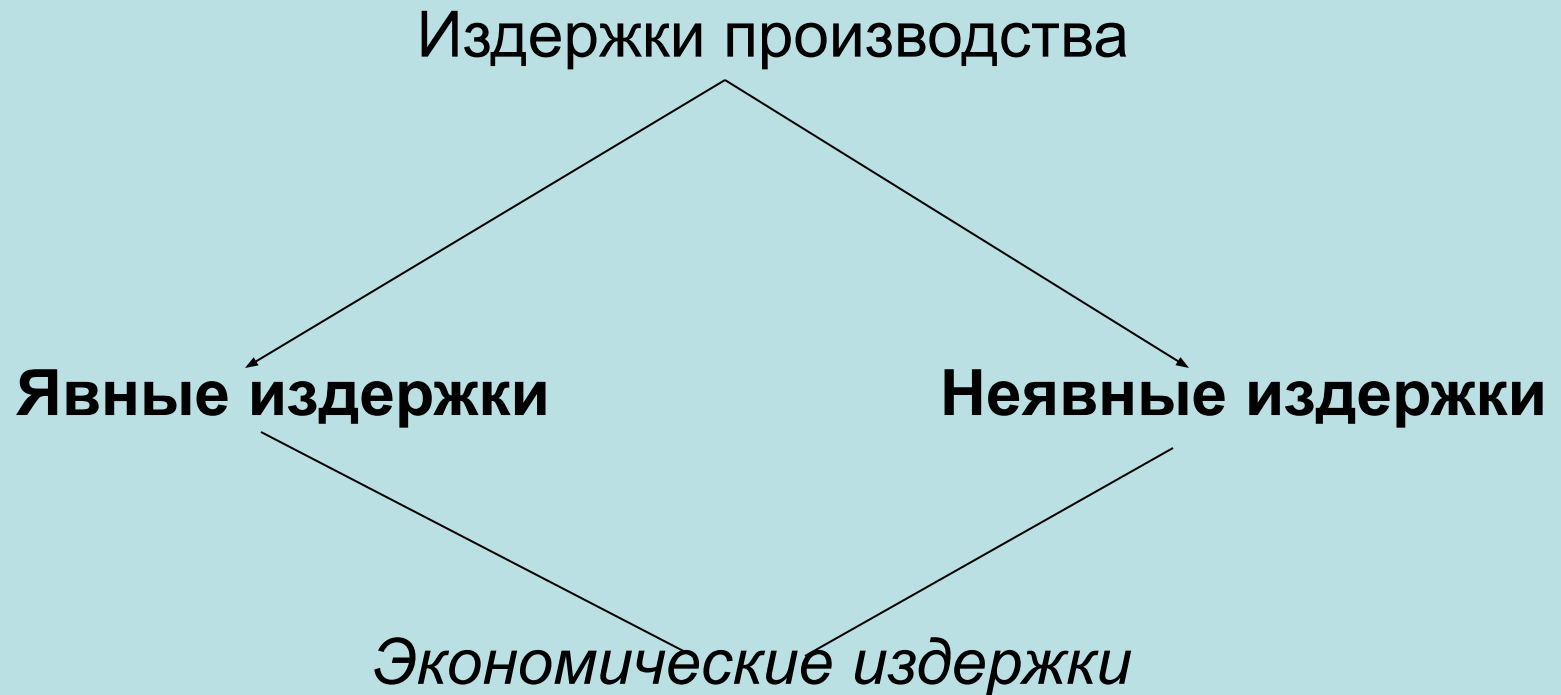 Издержки производства
Явные издержки
Неявные издержки
Экономические издержки